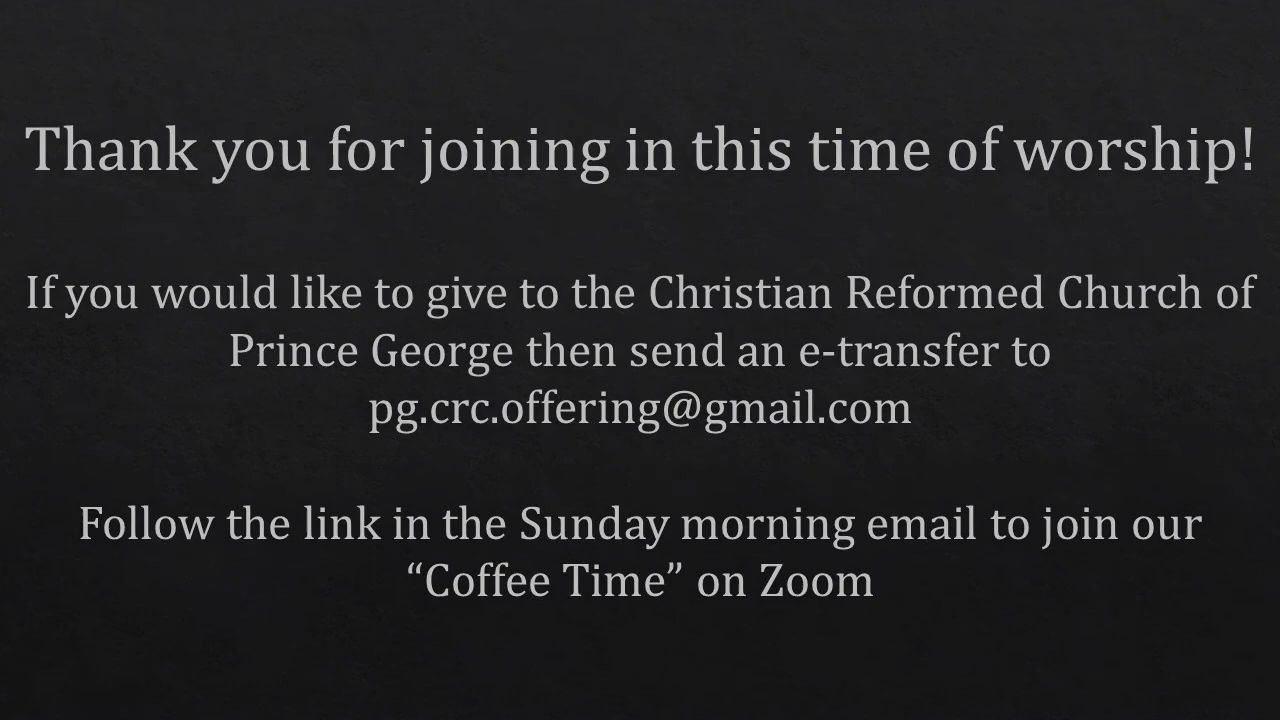 Thank you for joining in this time of worship!
If you would like to give to the Christian Reformed Church of
Prince George then send an e-transfer to
pg.crc.offering@gmail.com
Follow the link in the Sunday morning email to join our
“Coffee Time” on Zoom